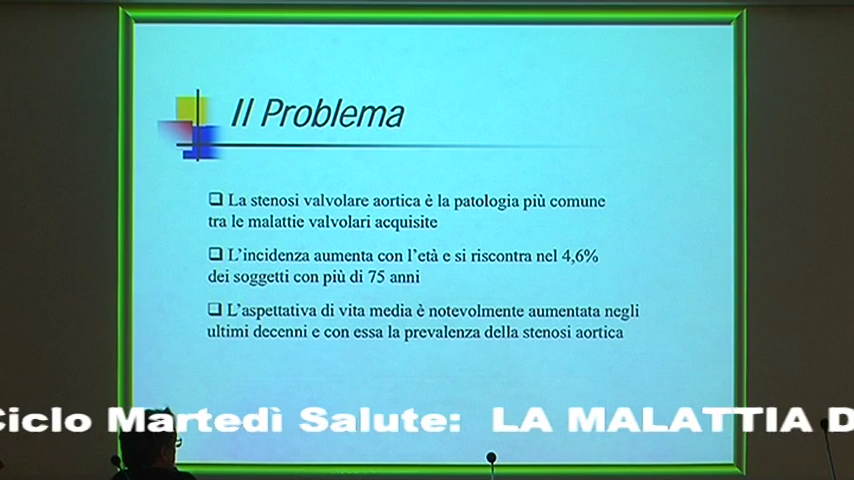 Il Problema
❑ La stenosi valvolare aortica è la patologia più comune
tra le malattie valvolari acquisite
❑ L'incidenza aumenta con l'età e si riscontra nel 4,6%
dei soggetti con più di 75 anni
❑ L'aspettativa di vita media è notevolmente aumentata negli
ultimi decenni e con essa la prevalenza della stenosi aortica
Ciclo Martedì Salute: LA MALATTIA D